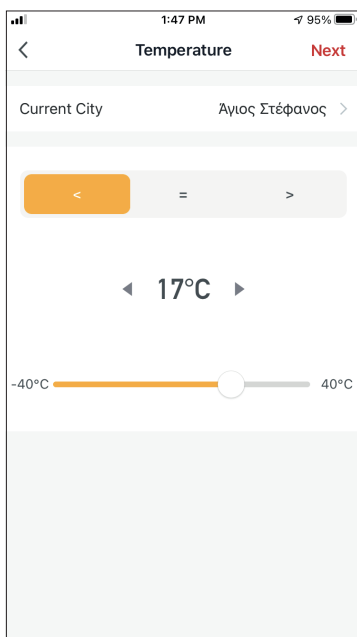 1:47 PM 95%
Temperature Next
Current City Άγιος Στέφανος
< = >
17°C
-40°C 40°C